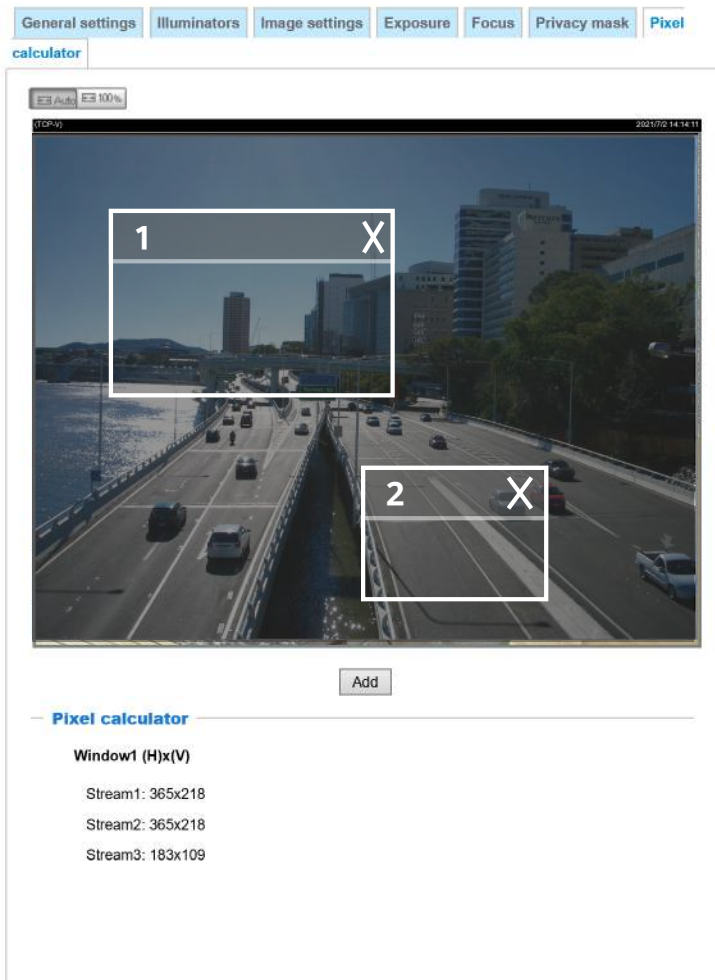 General settings Illuminators Image settings Exposure Focus Privacy mask Pixel
calculator
Auto 100%
(TCP-V) 2021/7/2 14:14:11
1 X
2 X
Add
Pixel calculator
Window1 (H)x(V)
Stream1: 365x218
Stream2: 365x218
Stream3: 183x109